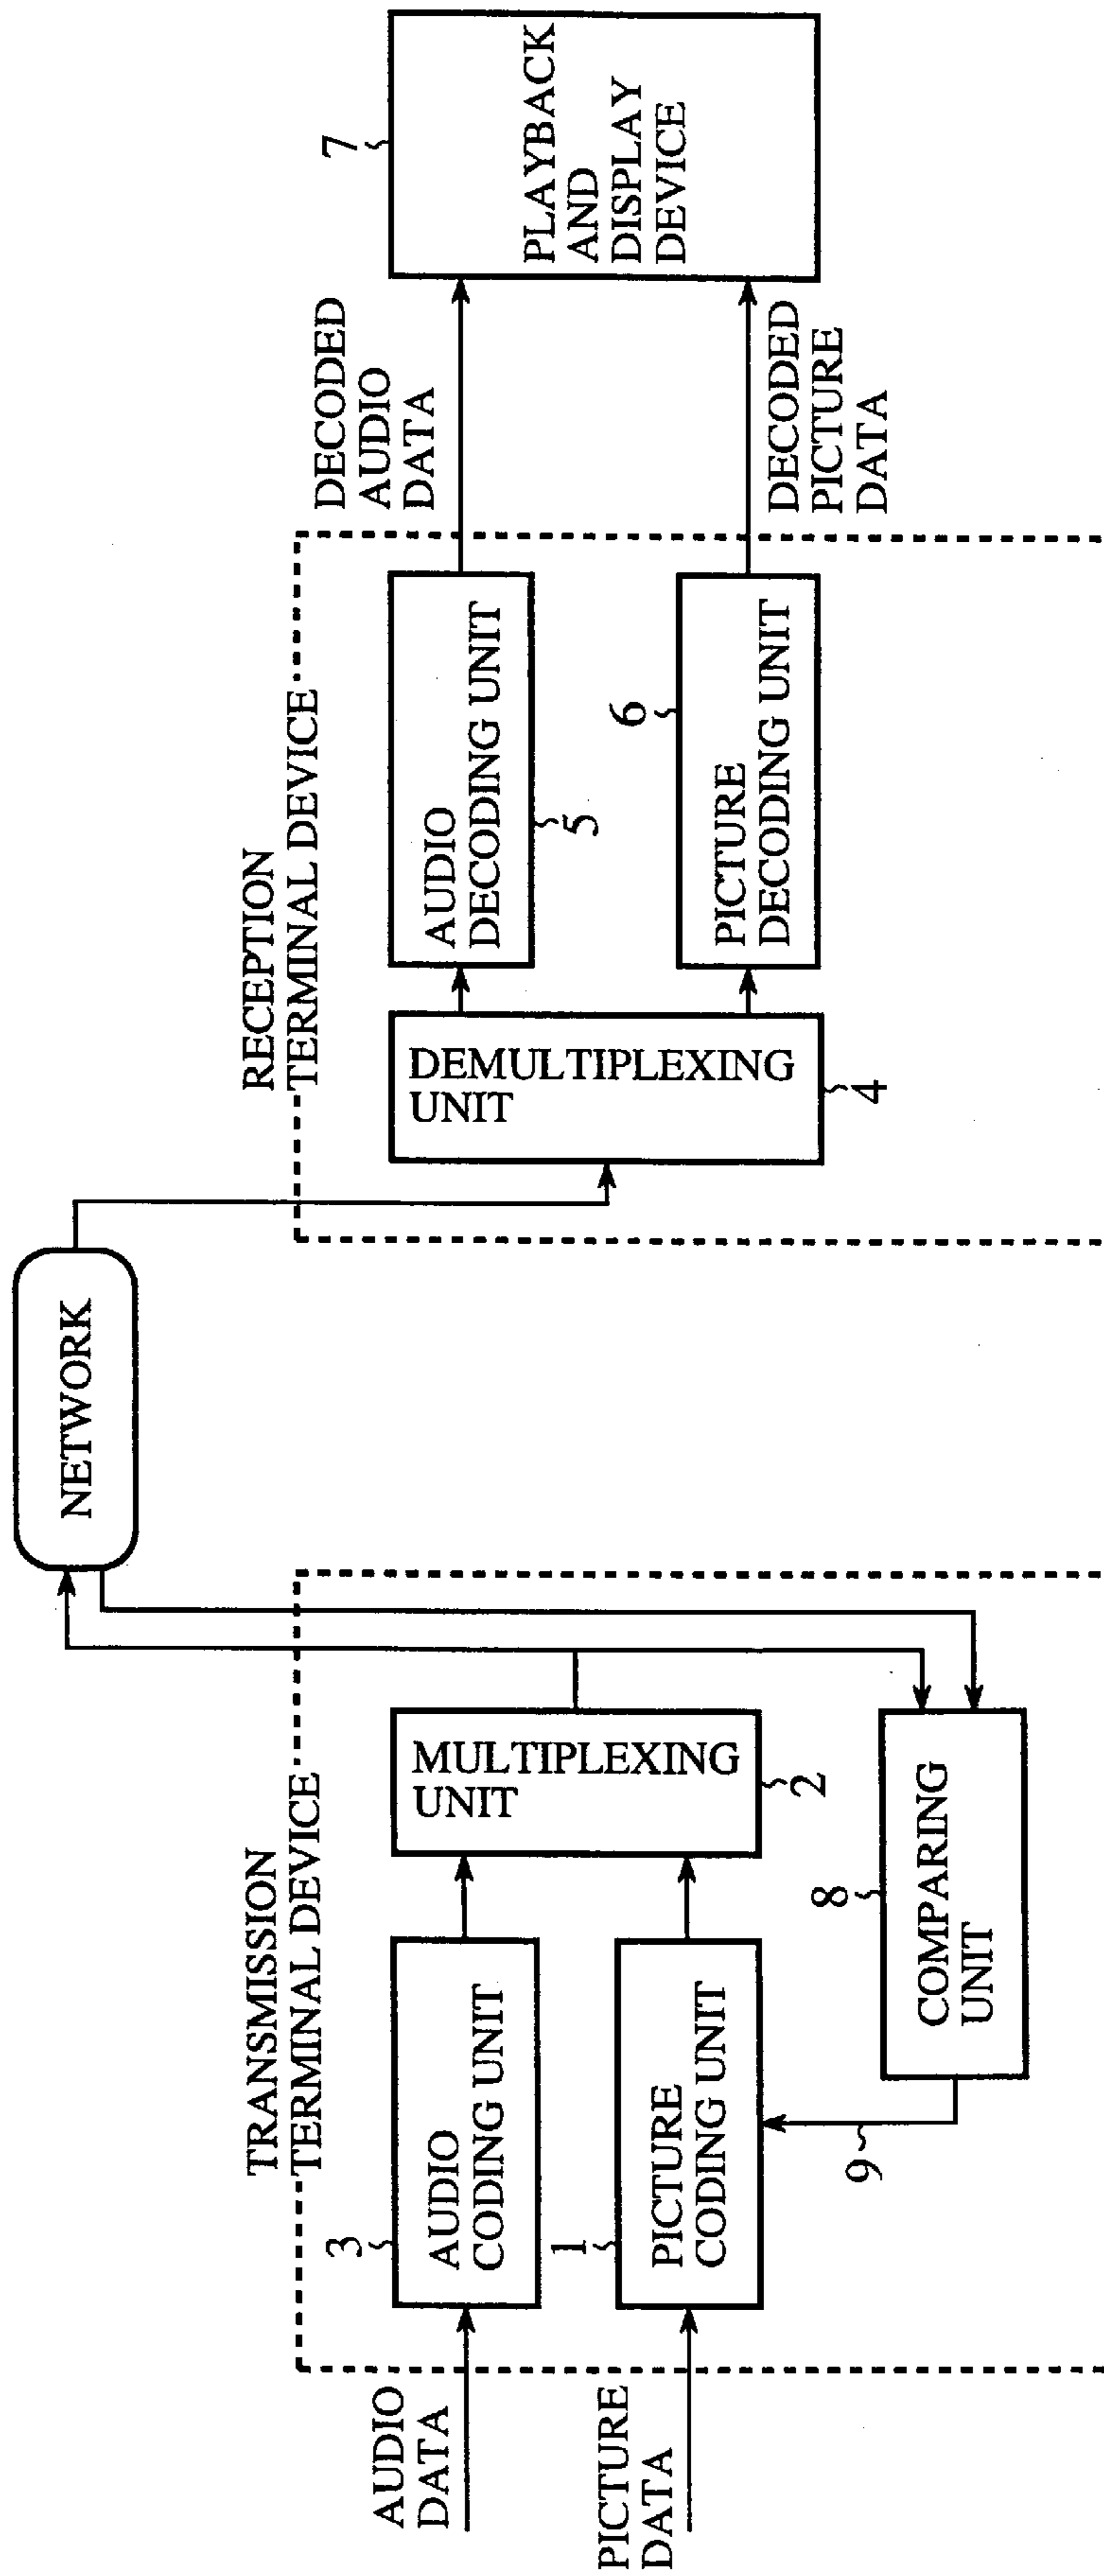 NETWORK
TRANSMISSION
TERMINAL DEVICE
RECEPTION
TERMINAL DEVICE
AUDIO
DATA
3
AUDIO
CODING UNIT
MULTIPLEXING
UNIT
2
PICTURE
DATA
1
PICTURE
CODING UNIT
9
8
COMPARING
UNIT
DEMULTIPLEXING
UNIT
4
AUDIO
DECODING UNIT
5
6
PICTURE
DECODING UNIT
DECODED
AUDIO
DATA
DECODED
PICTURE
DATA
7
PLAYBACK
AND
DISPLAY
DEVICE